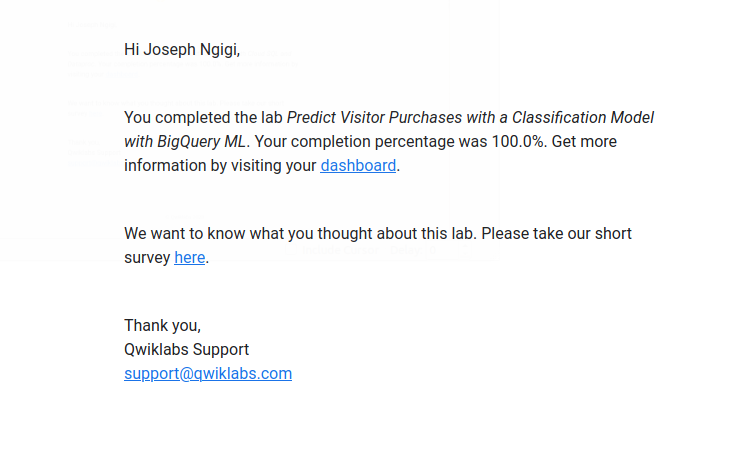 Hi Joseph Ngigi,
You completed the lab Predict Visitor Purchases with a Classification Model
with BigQuery ML. Your completion percentage was 100.0%. Get more
information by visiting your dashboard.
We want to know what you thought about this lab. Please take our short
survey here.
Thank you,
Qwiklabs Support
support@qwiklabs.com